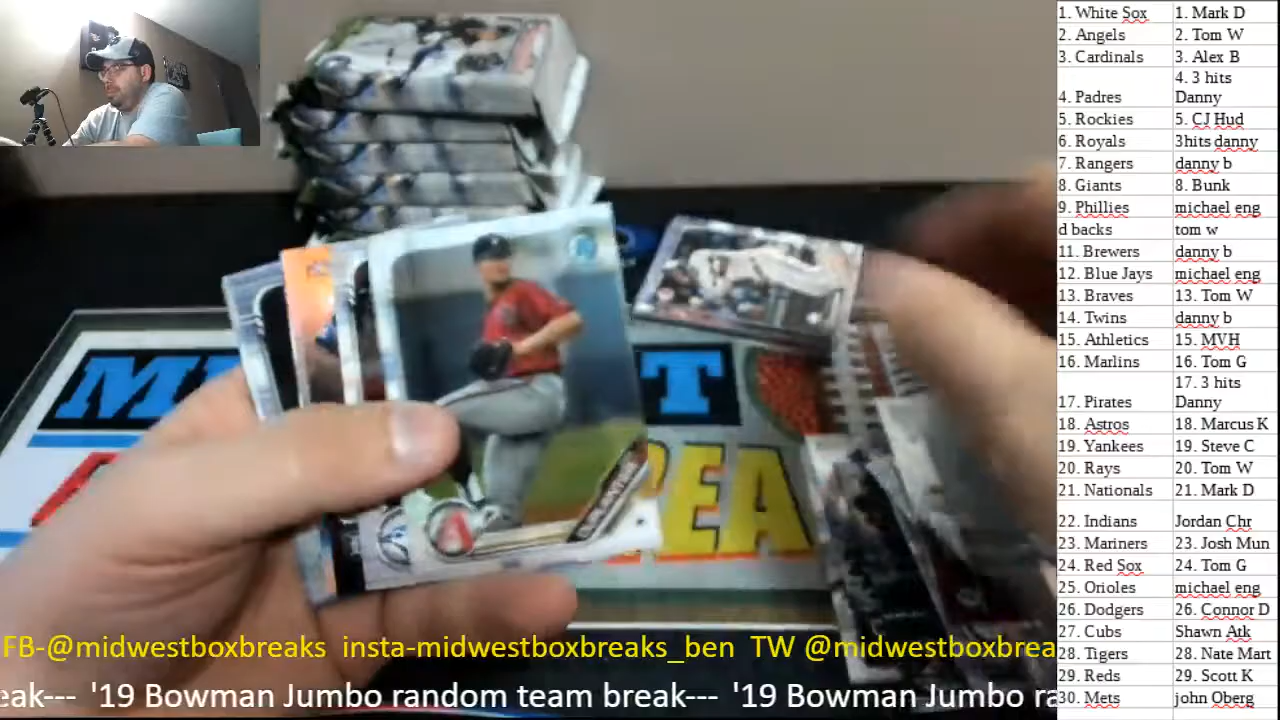 1. White Sox 1. Mark D
2. Angels 2. Tom W
3. Cardinals 3. Alex B
4. Padres 4. 3 hits Danny
5. Rockies 5. CJ Hud
6. Royals 3hits danny
7. Rangers danny b
8. Giants 8. Bunk
9. Phillies michael eng
d backs tom w
11. Brewers danny b
12. Blue Jays michael eng
13. Braves 13. Tom W
14. Twins danny b
15. Athletics 15. MVH
16. Marlins 16. Tom G
17. Pirates 17. 3 hits Danny
18. Astros 18. Marcus K
19. Yankees 19. Steve C
20. Rays 20. Tom W
21. Nationals 21. Mark D
22. Indians Jordan Chr
23. Mariners 23. Josh Mun
24. Red Sox 24. Tom G
25. Orioles michael eng
26. Dodgers 26. Connor D
27. Cubs Shawn Atk
28. Tigers 28. Nate Mart
29. Reds 29. Scott K
30. Mets john Oberg
M T
REA
FB-@midwestboxbreaks insta-midwestboxbreaks_ben TW @midwestboxbrea
eak--- '19 Bowman Jumbo random team break--- '19 Bowman Jumbo ra